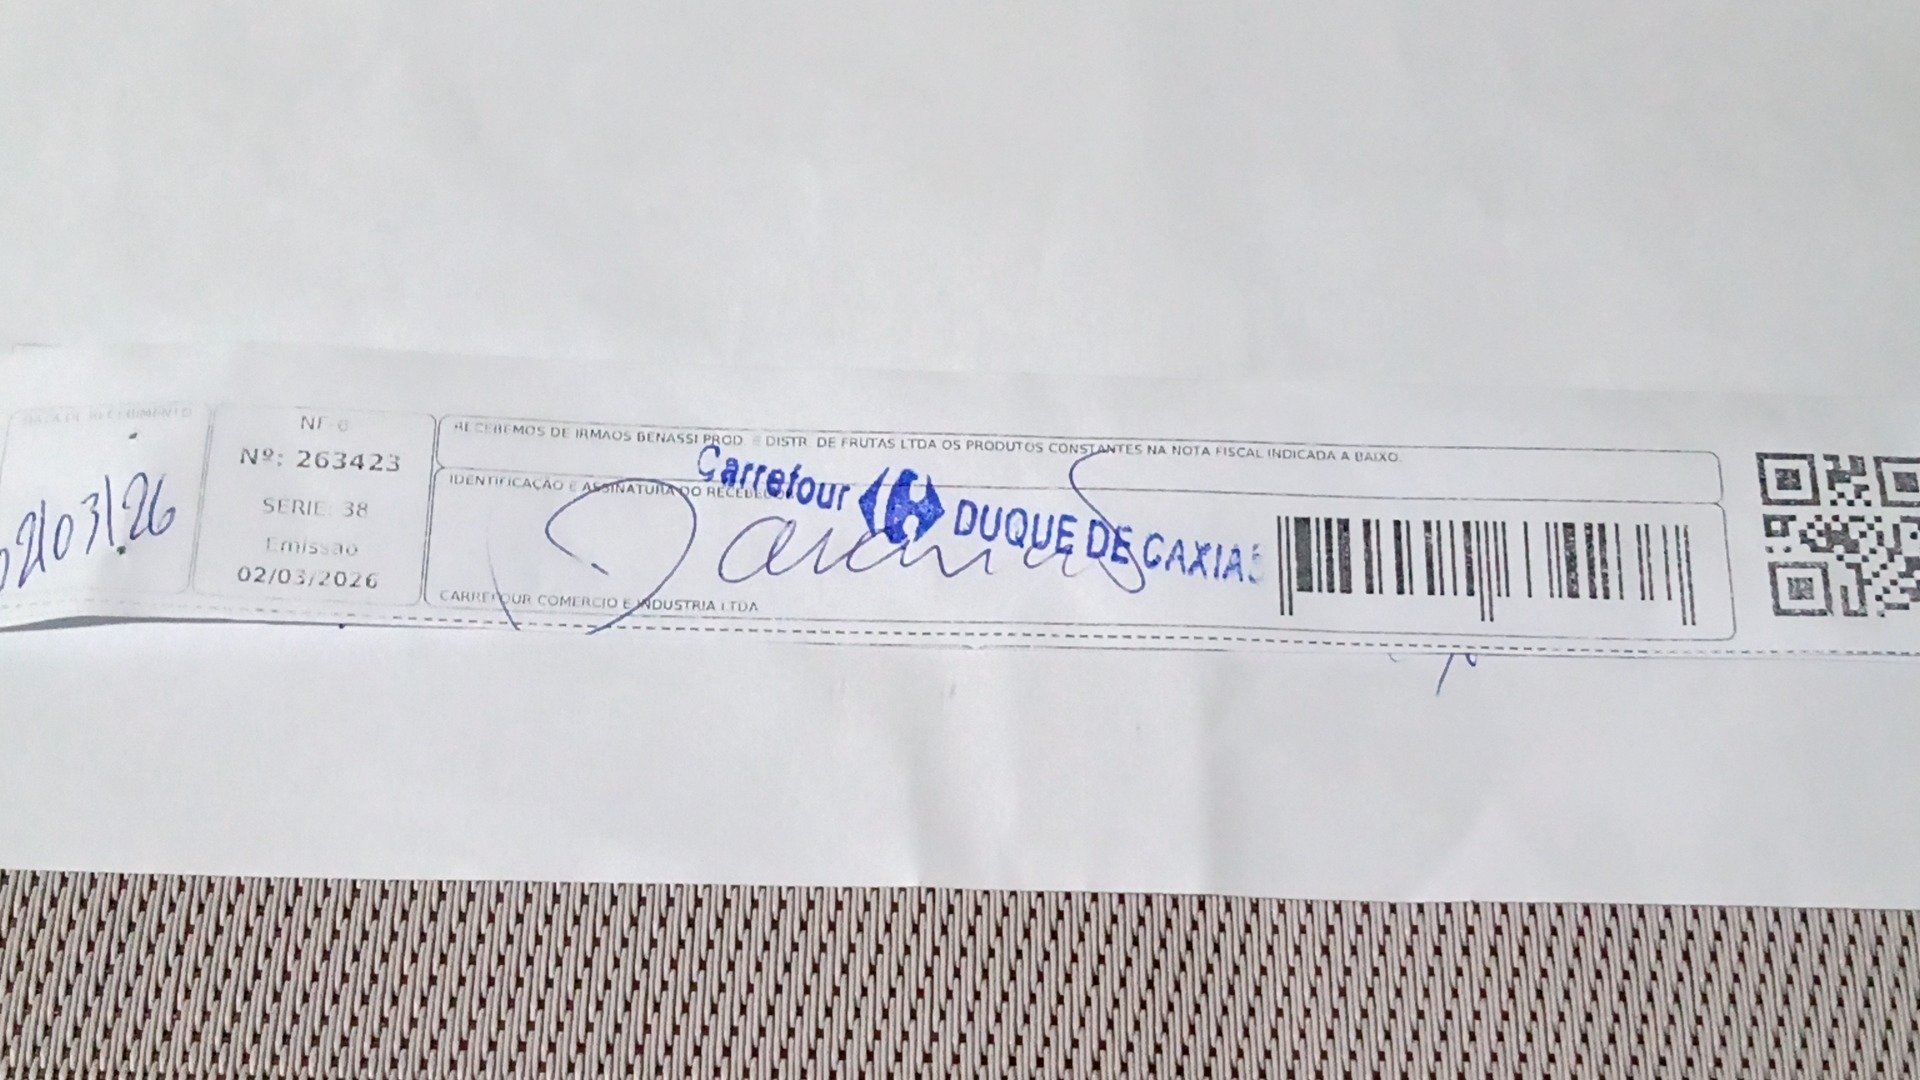 DATA DE RECEBIMENTO
02/03/26
NF-e
Nº: 263423
SERIE: 38
Emissão
02/03/2026
RECEBEMOS DE IRMAOS BENASSI PROD. E DISTR. DE FRUTAS LTDA OS PRODUTOS CONSTANTES NA NOTA FISCAL INDICADA A BAIXO.
IDENTIFICAÇÃO E ASSINATURA DO RECEBEDOR
Carrefour DUQUE DE CAXIAS
CARREFOUR COMERCIO E INDUSTRIA LTDA